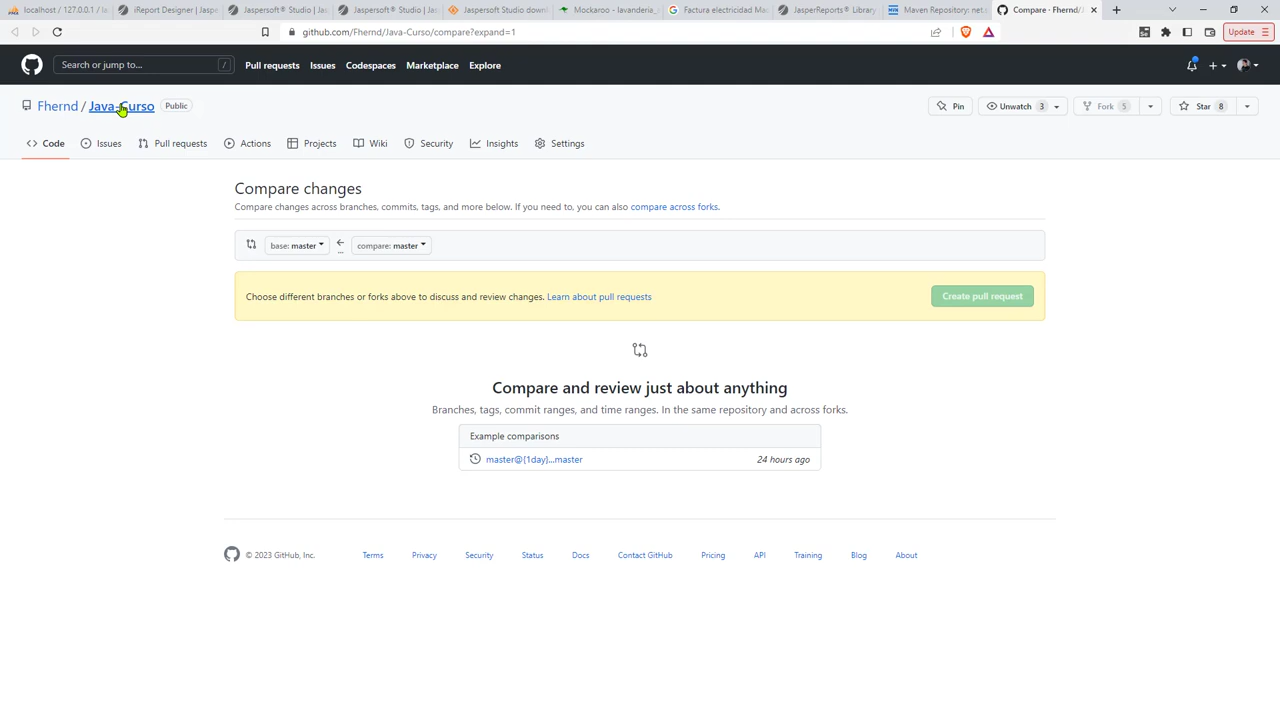 localhost / 127.0.0.1 / la
iReport Designer | Jaspe
Jaspersoft® Studio | Jas
Jaspersoft® Studio | Jas
Jaspersoft Studio downl
Mockaroo - lavanderia_
Factura electricidad Mad
JasperReports® Library
Maven Repository: net.s
Compare · Fhernd/J
github.com/Fhernd/Java-Curso/compare?expand=1
Update
Search or jump to...
/
Pull requests
Issues
Codespaces
Marketplace
Explore
Fhernd / Java-Curso
Public
Pin
Unwatch 3
Fork 5
Star 8
Code
Issues
Pull requests
Actions
Projects
Wiki
Security
Insights
Settings
Compare changes
Compare changes across branches, commits, tags, and more below. If you need to, you can also compare across forks.
base: master
...
compare: master
Choose different branches or forks above to discuss and review changes. Learn about pull requests
Create pull request
Compare and review just about anything
Branches, tags, commit ranges, and time ranges. In the same repository and across forks.
Example comparisons
master@{1day}...master
24 hours ago
© 2023 GitHub, Inc.
Terms
Privacy
Security
Status
Docs
Contact GitHub
Pricing
API
Training
Blog
About